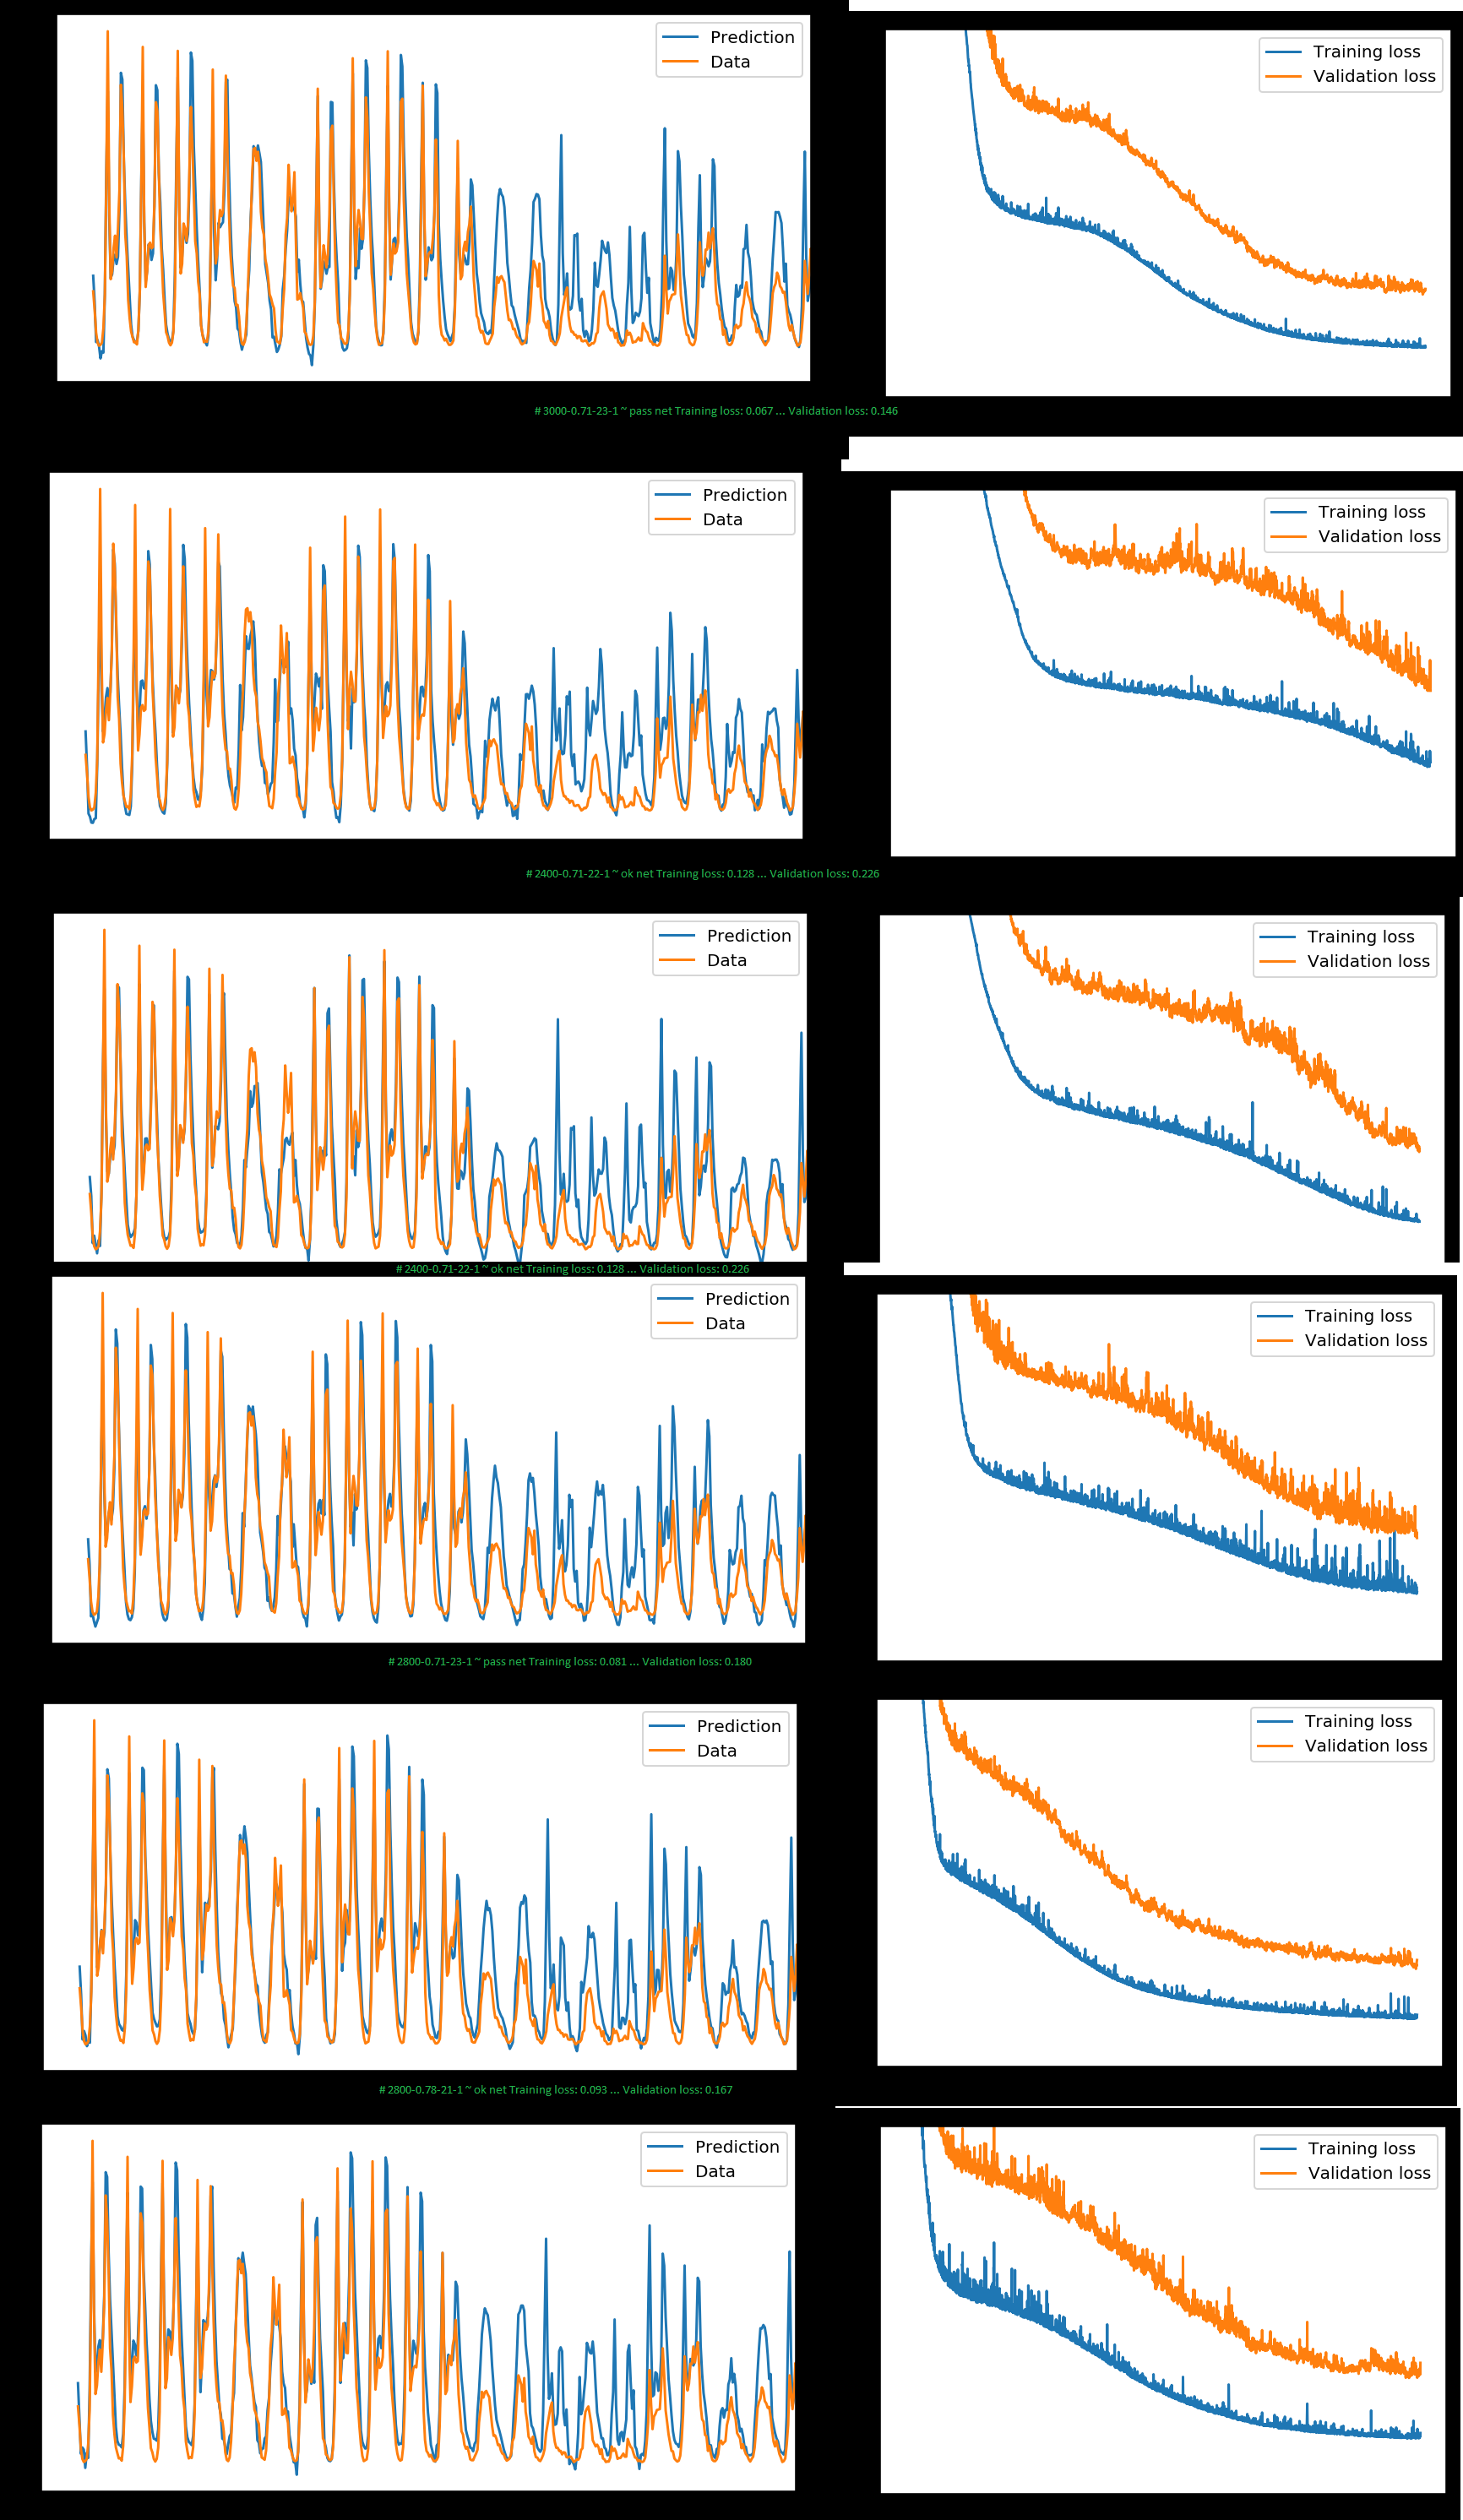 Prediction
Data
Training loss
Validation loss
# 3000-0.71-23-1 ~ pass net Training loss: 0.067 ... Validation loss: 0.146
Prediction
Data
Training loss
Validation loss
# 2400-0.71-22-1 ~ ok net Training loss: 0.128 ... Validation loss: 0.226
Prediction
Data
Training loss
Validation loss
# 2400-0.71-22-1 ~ ok net Training loss: 0.128 ... Validation loss: 0.226
Prediction
Data
Training loss
Validation loss
# 2800-0.71-23-1 ~ pass net Training loss: 0.081 ... Validation loss: 0.180
Prediction
Data
Training loss
Validation loss
# 2800-0.78-21-1 ~ ok net Training loss: 0.093 ... Validation loss: 0.167
Prediction
Data
Training loss
Validation loss